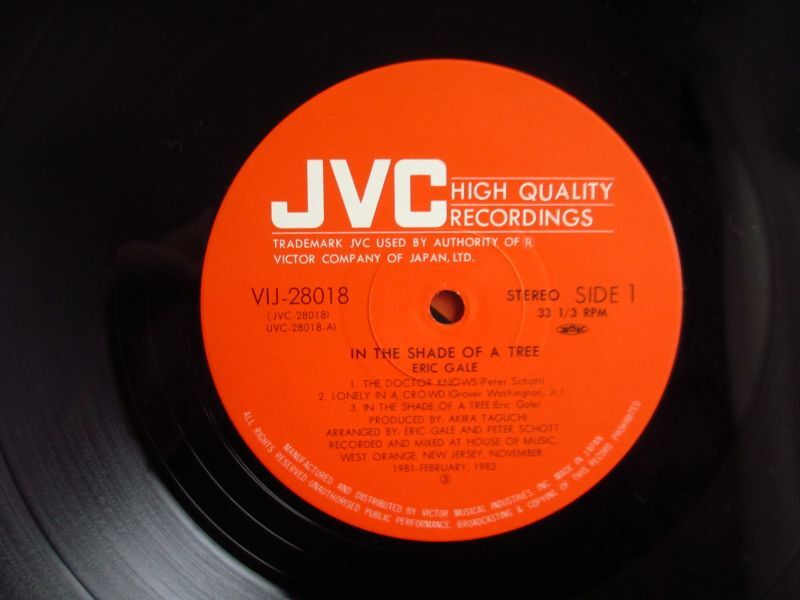 JVC HIGH QUALITY
RECORDINGS
TRADEMARK JVC USED BY AUTHORITY OF ®
VICTOR COMPANY OF JAPAN, LTD.
VIJ-28018
(JVC-28018)
(JVC-28018-A)
STEREO SIDE 1
33 1/3 RPM
IN THE SHADE OF A TREE
ERIC GALE
1. THE DOCTOR KNOWS (Peter Schott)
2. LONELY IN A CROWD (Grover Washington, Jr.)
3. IN THE SHADE OF A TREE (Eric Gale)
PRODUCED BY: AKIRA TAGUCHI
ARRANGED BY: ERIC GALE AND PETER SCHOTT
RECORDED AND MIXED AT HOUSE OF MUSIC,
WEST ORANGE, NEW JERSEY, NOVEMBER,
1981-FEBRUARY, 1982
MANUFACTURED AND DISTRIBUTED BY VICTOR MUSICAL INDUSTRIES, INC. MADE IN JAPAN
ALL RIGHTS RESERVED UNAUTHORISED PUBLIC PERFORMANCE, BROADCASTING & COPYING OF THIS RECORD PROHIBITED